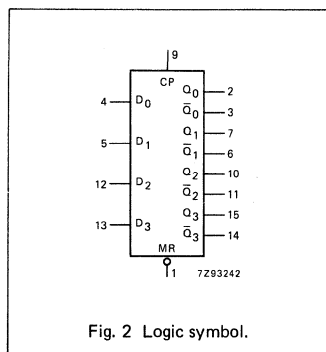 9
CP
4 D0 Q0 2
Q̅0 3
5 D1 Q1 7
Q̅1 6
12 D2 Q2 10
Q̅2 11
13 D3 Q3 15
Q̅3 14
MR
1 7Z93242
Fig. 2 Logic symbol.